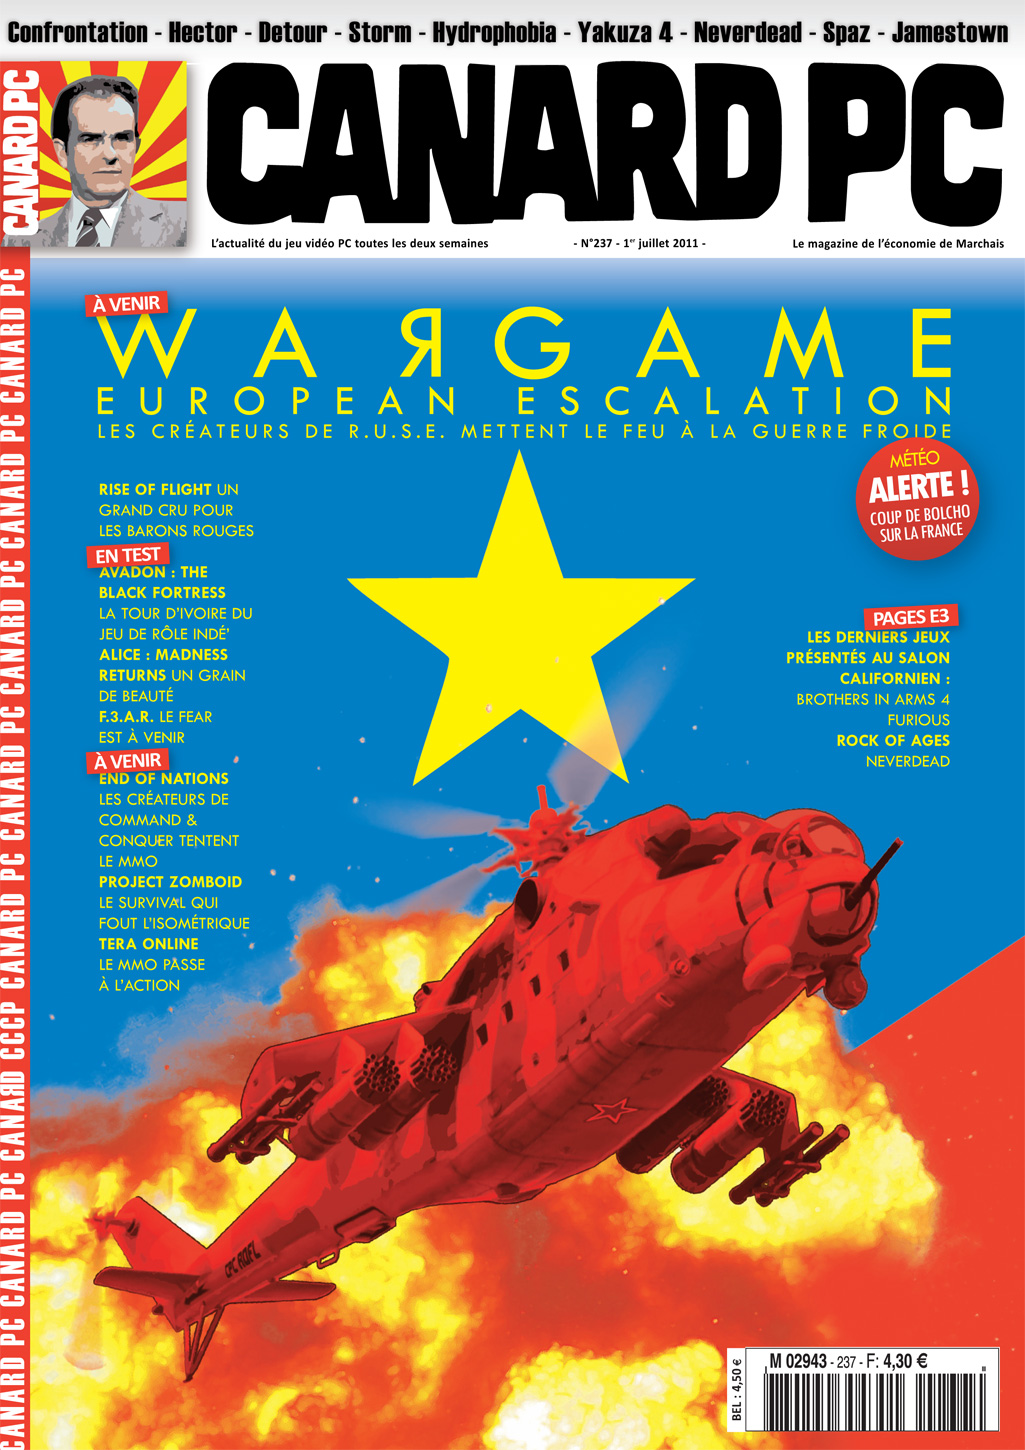 Confrontation - Hector - Detour - Storm - Hydrophobia - Yakuza 4 - Neverdead - Spaz - Jamestown
CANARD PC
CANARD PC
L'actualité du jeu vidéo PC toutes les deux semaines
- N°237 - 1er juillet 2011 -
Le magazine de l'économie de Marchais
À VENIR
WAЯGAME
EUROPEAN ESCALATION
LES CRÉATEURS DE R.U.S.E. METTENT LE FEU À LA GUERRE FROIDE
MÉTÉO
ALERTE !
COUP DE BOLCHO
SUR LA FRANCE
RISE OF FLIGHT UN
GRAND CRU POUR
LES BARONS ROUGES
EN TEST
AVADON : THE
BLACK FORTRESS
LA TOUR D'IVOIRE DU
JEU DE RÔLE INDÉ'
ALICE : MADNESS
RETURNS UN GRAIN
DE BEAUTÉ
F.3.A.R. LE FEAR
EST À VENIR
À VENIR
END OF NATIONS
LES CRÉATEURS DE
COMMAND &
CONQUER TENTENT
LE MMO
PROJECT ZOMBOID
LE SURVIVAL QUI
FOUT L'ISOMÉTRIQUE
TERA ONLINE
LE MMO PASSE
À L'ACTION
PAGES E3
LES DERNIERS JEUX
PRÉSENTÉS AU SALON
CALIFORNIEN :
BROTHERS IN ARMS 4
FURIOUS
ROCK OF AGES
NEVERDEAD
CANARD PC CANARD PC CANAЯD CCCP CANARD PC CANARD PC CANARD PC CANARD PC
BEL : 4,50 €
M 02943 - 237 - F: 4,30 €